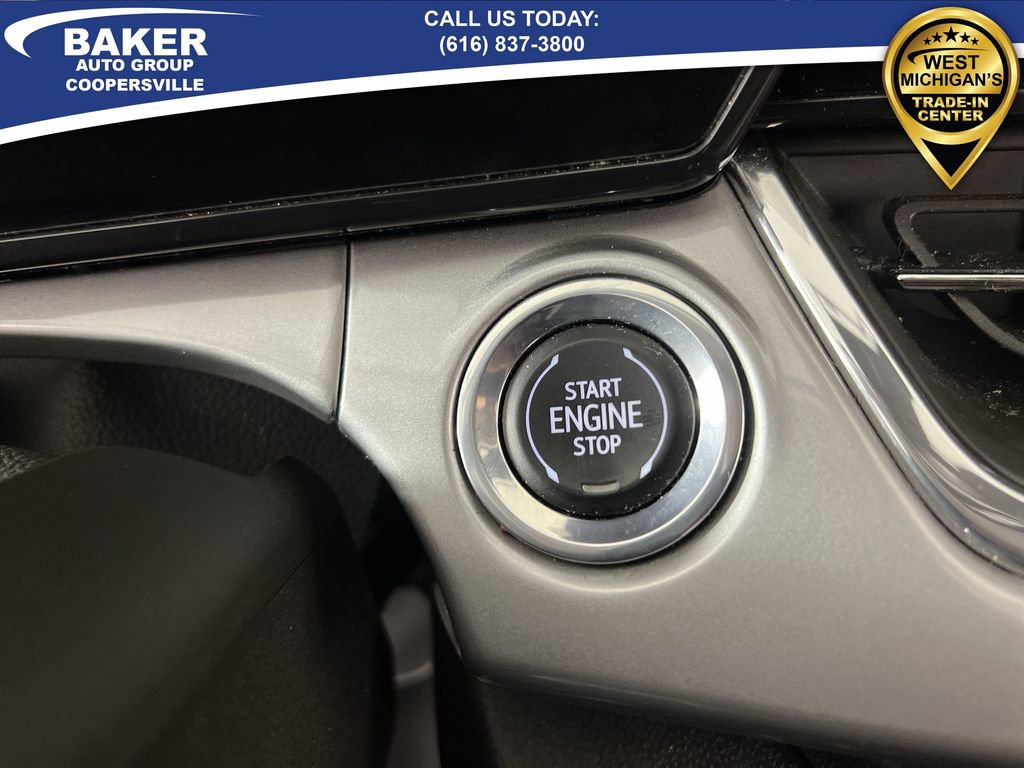 BAKER
AUTO GROUP
COOPERSVILLE
CALL US TODAY:
(616) 837-3800
WEST
MICHIGAN'S
TRADE-IN
CENTER
START
ENGINE
STOP